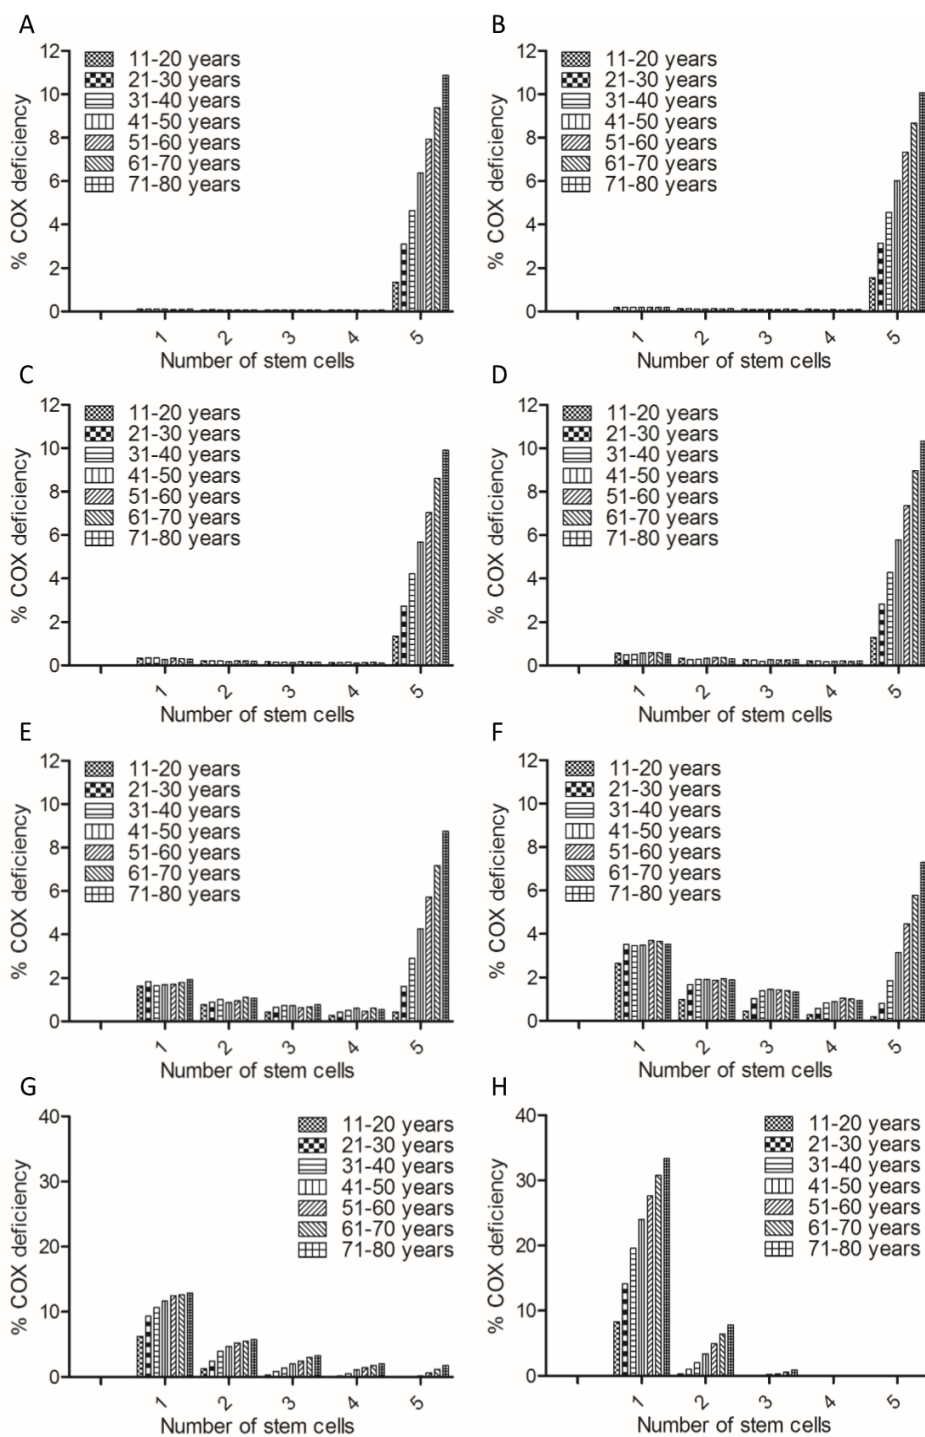 A
12
10
8
6
4
2
0
% COX deficiency
11-20 years
21-30 years
31-40 years
41-50 years
51-60 years
61-70 years
71-80 years
1
2
3
4
5
Number of stem cells
B
12
10
8
6
4
2
0
% COX deficiency
11-20 years
21-30 years
31-40 years
41-50 years
51-60 years
61-70 years
71-80 years
1
2
3
4
5
Number of stem cells
C
12
10
8
6
4
2
0
% COX deficiency
11-20 years
21-30 years
31-40 years
41-50 years
51-60 years
61-70 years
71-80 years
1
2
3
4
5
Number of stem cells
D
12
10
8
6
4
2
0
% COX deficiency
11-20 years
21-30 years
31-40 years
41-50 years
51-60 years
61-70 years
71-80 years
1
2
3
4
5
Number of stem cells
E
12
10
8
6
4
2
0
% COX deficiency
11-20 years
21-30 years
31-40 years
41-50 years
51-60 years
61-70 years
71-80 years
1
2
3
4
5
Number of stem cells
F
12
10
8
6
4
2
0
% COX deficiency
11-20 years
21-30 years
31-40 years
41-50 years
51-60 years
61-70 years
71-80 years
1
2
3
4
5
Number of stem cells
G
40
30
20
10
0
% COX deficiency
11-20 years
21-30 years
31-40 years
41-50 years
51-60 years
61-70 years
71-80 years
1
2
3
4
5
Number of stem cells
H
40
30
20
10
0
% COX deficiency
11-20 years
21-30 years
31-40 years
41-50 years
51-60 years
61-70 years
71-80 years
1
2
3
4
5
Number of stem cells